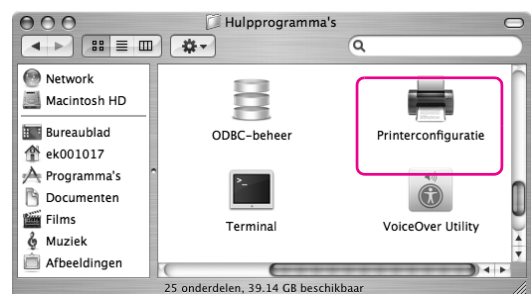 Hulpprogramma's
Network
Macintosh HD
Bureaublad
ek001017
Programma's
Documenten
Films
Muziek
Afbeeldingen
ODBC-beheer
Printerconfiguratie
Terminal
VoiceOver Utility
25 onderdelen, 39.14 GB beschikbaar